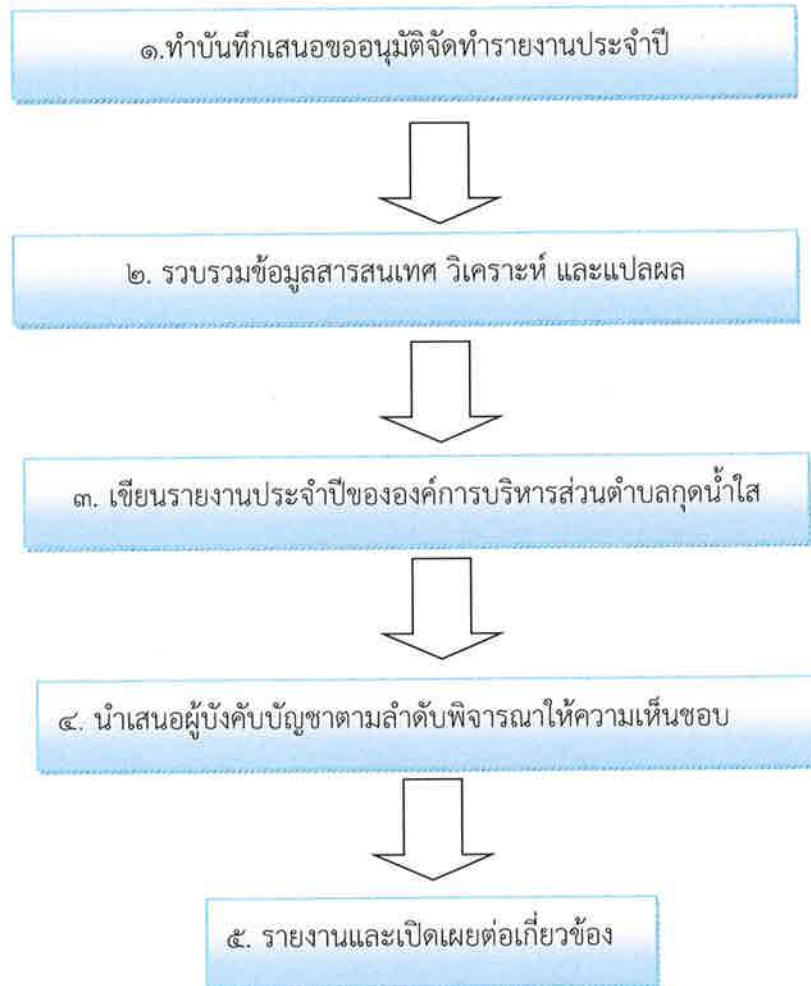 ๑.ทำบันทึกเสนอขออนุมัติจัดทำรายงานประจำปี
๒. รวบรวมข้อมูลสารสนเทศ วิเคราะห์ และแปลผล
๓. เขียนรายงานประจำปีขององค์การบริหารส่วนตำบลกุดน้ำใส
๔. นำเสนอผู้บังคับบัญชาตามลำดับพิจารณาให้ความเห็นชอบ
๕. รายงานและเปิดเผยต่อเกี่ยวข้อง